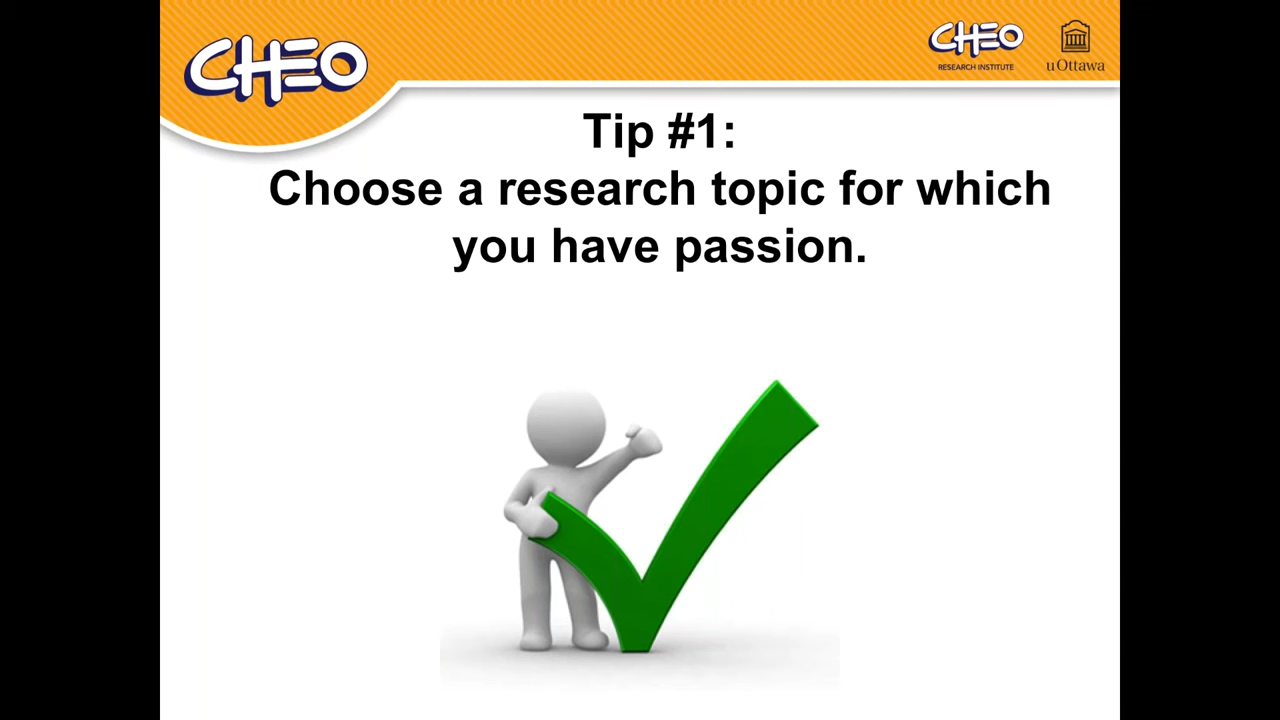 CHEO
CHEO
RESEARCH INSTITUTE
uOttawa
Tip #1:
Choose a research topic for which
you have passion.